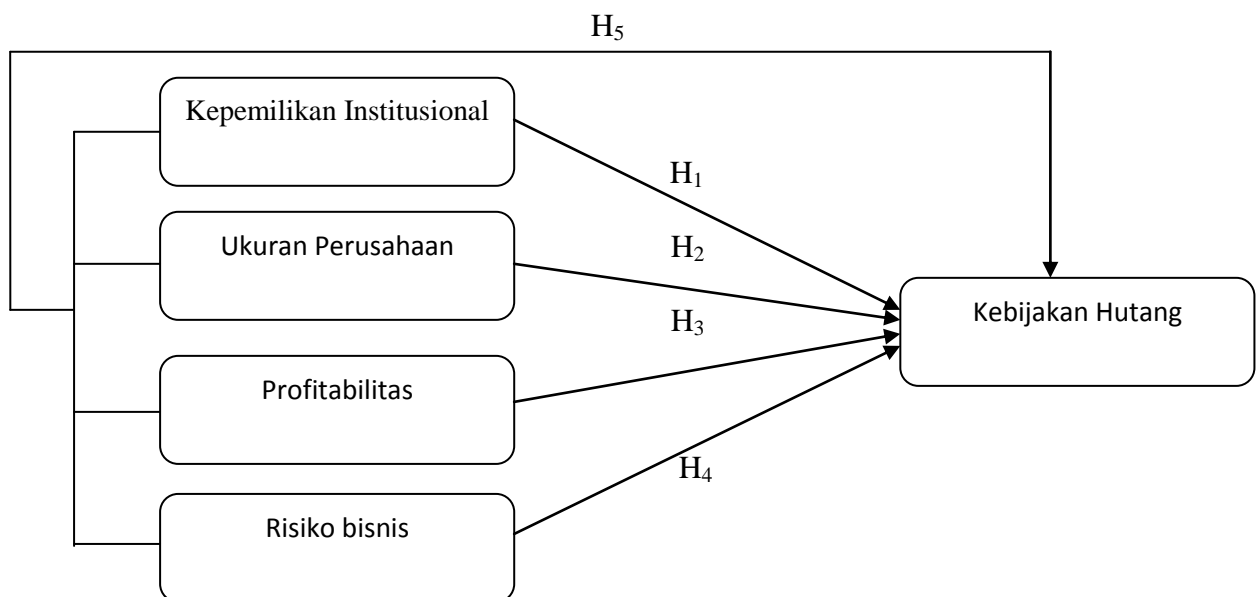 H₅
Kepemilikan Institusional
H₁
Ukuran Perusahaan
H₂
H₃
Kebijakan Hutang
Profitabilitas
H₄
Risiko bisnis